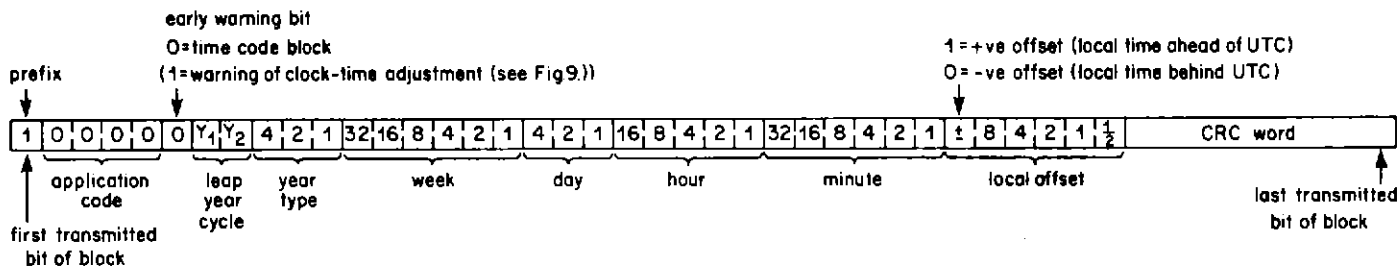 early warning bit
0=time code block
(1=warning of clock-time adjustment (see Fig 9.))
1=+ve offset (local time ahead of UTC)
0=-ve offset (local time behind UTC)
prefix
1 0 0 0 0 0 Y1 Y2 4 2 1 32 16 8 4 2 1 4 2 1 16 8 4 2 1 32 16 8 4 2 1 ± 8 4 2 1 ½ CRC word
application code
leap year cycle
year type
week
day
hour
minute
local offset
first transmitted bit of block
last transmitted bit of block